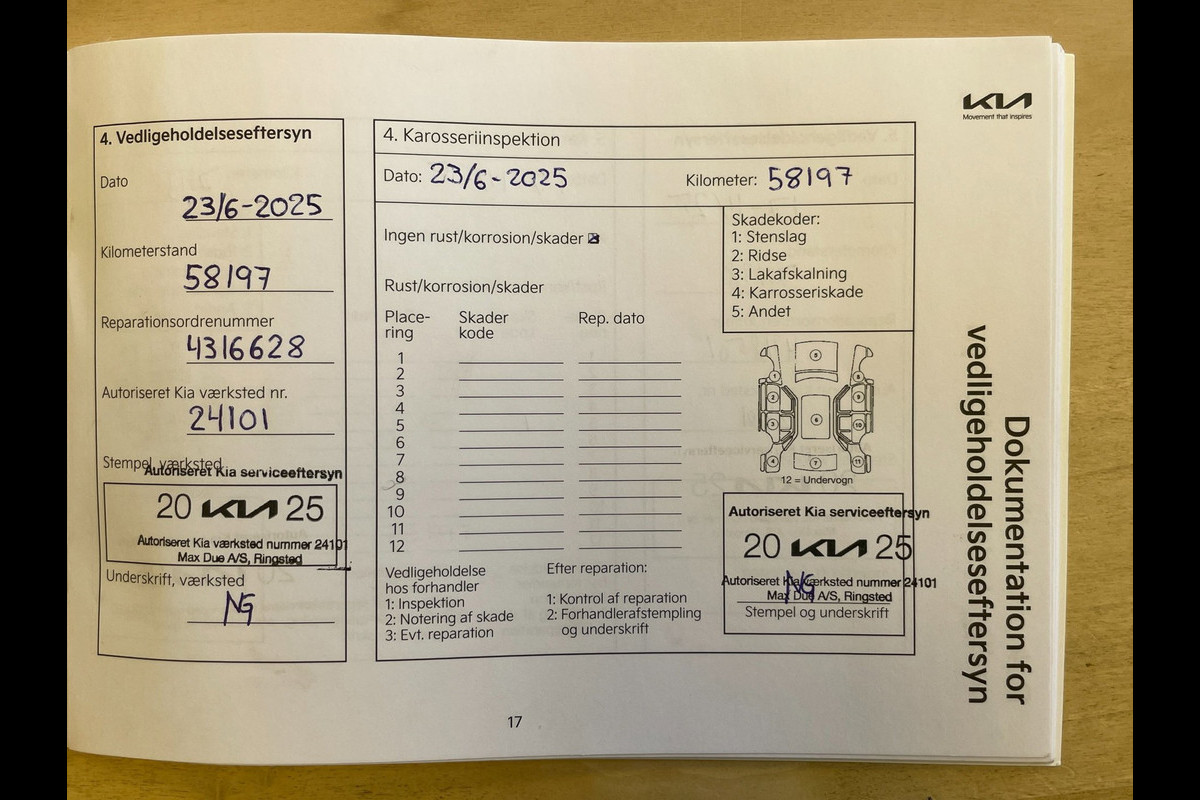 KIA
Movement that inspires
Dokumentation for
vedligeholdelseseftersyn
4. Vedligeholdelseseftersyn
Dato
23/6-2025
Kilometerstand
58197
Reparationsordrenummer
4316628
Autoriseret Kia værksted nr.
24101
Stempel, værksted
Autoriseret Kia serviceeftersyn
20 KIA 25
Autoriseret Kia værksted nummer 24101
Max Due A/S, Ringsted
Underskrift, værksted
NG
4. Karosseriinspektion
Dato: 23/6-2025
Kilometer: 58197
Ingen rust/korrosion/skader
Rust/korrosion/skader
Place-
ring
Skader
kode
Rep. dato
1
2
3
4
5
6
7
8
9
10
11
12
Skadekoder:
1: Stenslag
2: Ridse
3: Lakafskalning
4: Karrosseriskade
5: Andet
12 = Undervogn
Vedligeholdelse
hos forhandler
1: Inspektion
2: Notering af skade
3: Evt. reparation
Efter reparation:
1: Kontrol af reparation
2: Forhandlerafstempling
og underskrift
Autoriseret Kia serviceeftersyn
20 KIA 25
Autoriseret Kia værksted nummer 24101
Max Due A/S, Ringsted
NG
Stempel og underskrift
17